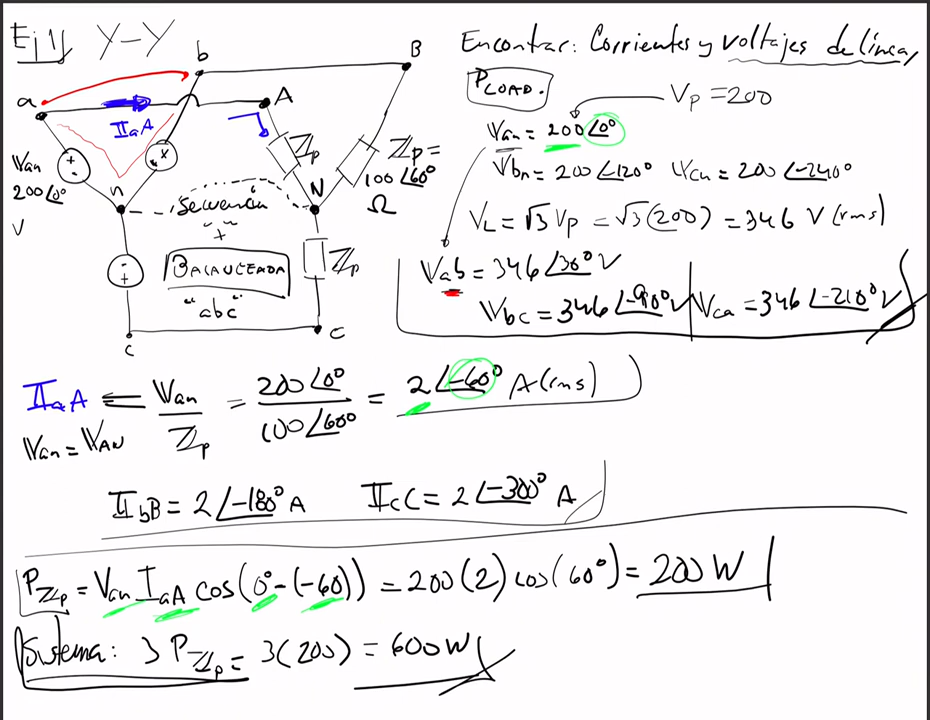 Ej 1) Y-Y
Encontrar: Corrientes y voltajes de línea,
PLOAD.
Vp = 200
b
B
a
A
IaA
Van
200∠0°
V
n
N
Zp
Zp =
100∠60°
Ω
Secuencia
"+"
BALANCEADA
"abc"
Zp
c
C
Van = 200∠0°
Vbn = 200∠-120° Vcn = 200∠-240°
VL = √3 Vp = √3(200) = 346 V(rms)
Vab = 346∠30° V
Vbc = 346∠-90° V Vca = 346∠-210° V
IaA = Van/Zp = 200∠0°/100∠60° = 2∠-60° A(rms)
Van = VAN
IbB = 2∠-180° A IcC = 2∠-300° A
PZp = Van IaA cos(0°-(-60)) = 200(2) cos(60°) = 200 W
Sistema: 3 PZp = 3(200) = 600 W